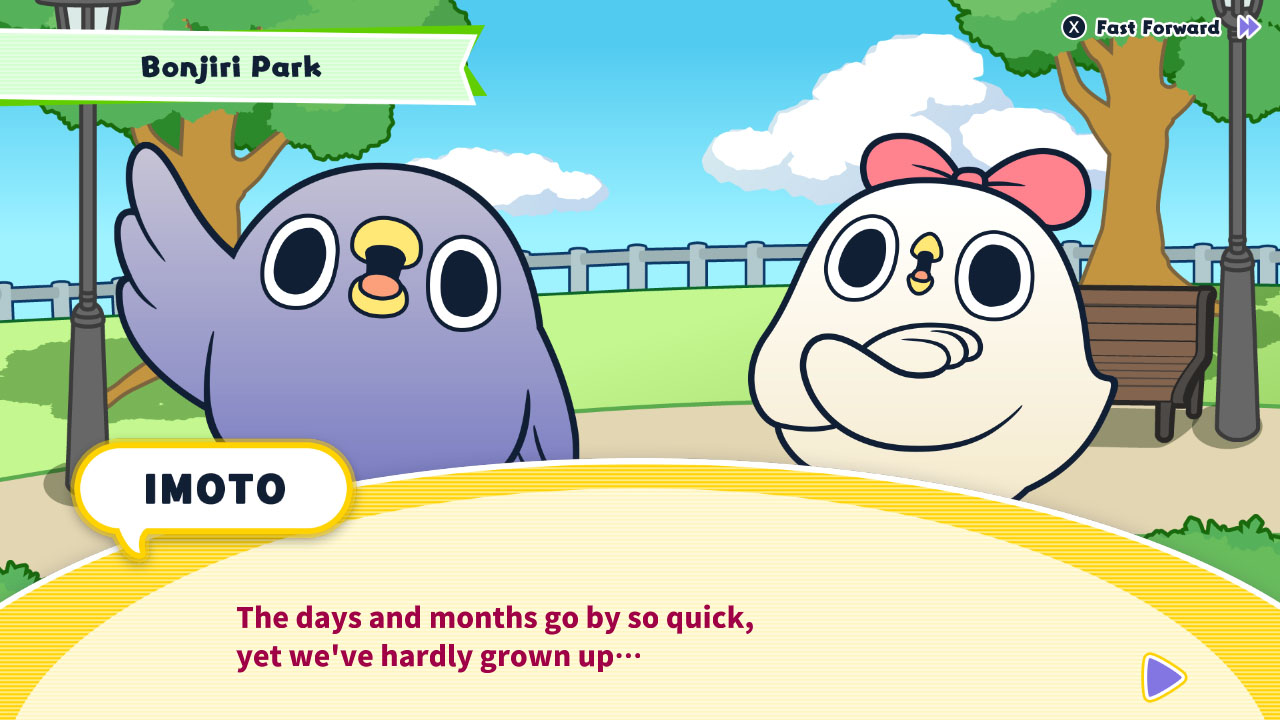 Bonjiri Park
X Fast Forward
IMOTO
The days and months go by so quick,
yet we've hardly grown up…